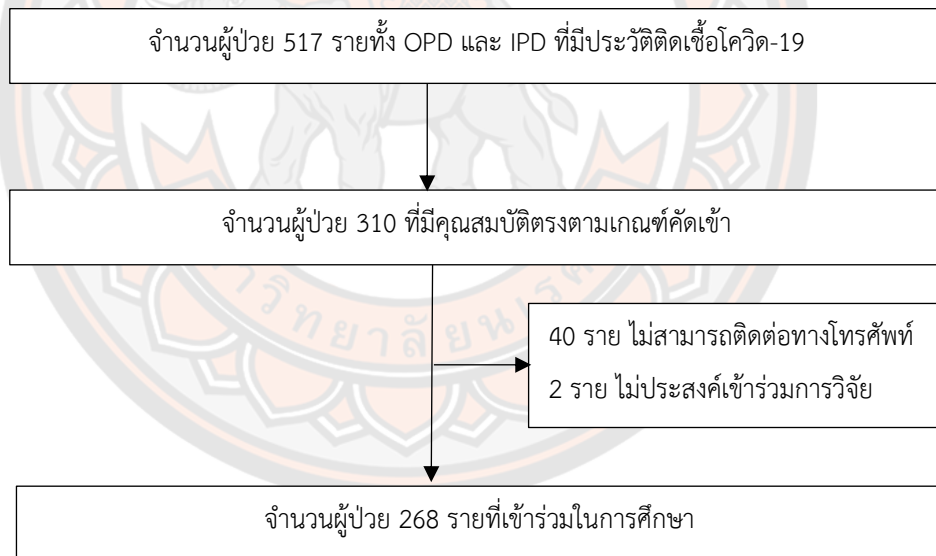 จำนวนผู้ป่วย 517 รายทั้ง OPD และ IPD ที่มีประวัติติดเชื้อโควิด-19
จำนวนผู้ป่วย 310 ที่มีคุณสมบัติตรงตามเกณฑ์คัดเข้า
40 ราย ไม่สามารถติดต่อทางโทรศัพท์
2 ราย ไม่ประสงค์เข้าร่วมการวิจัย
จำนวนผู้ป่วย 268 รายที่เข้าร่วมในการศึกษา